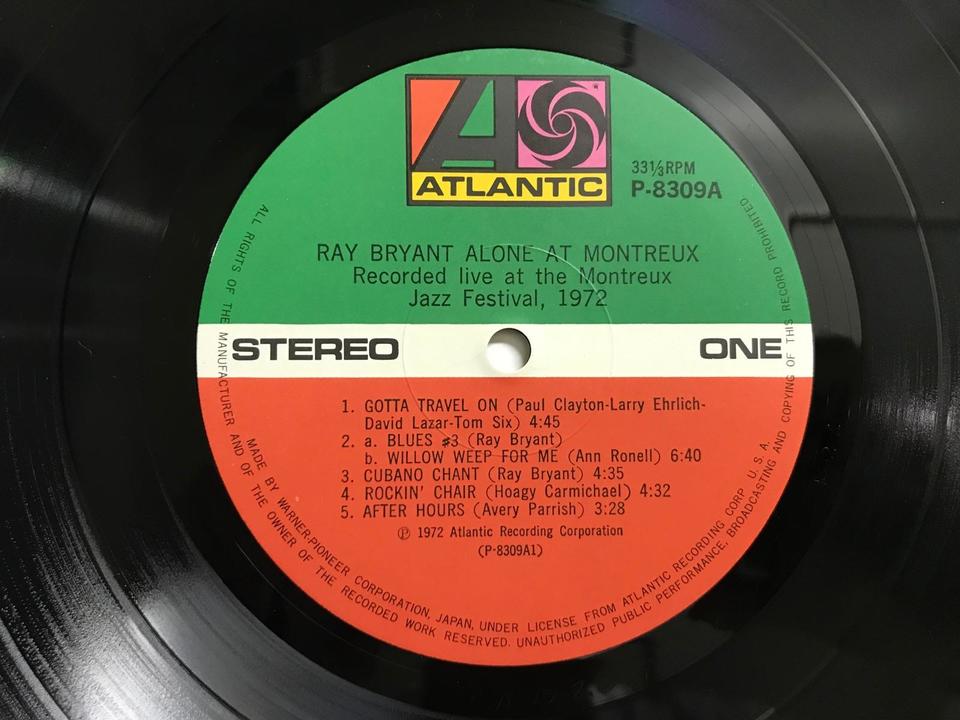 ATLANTIC
33⅓RPM
P-8309A
RAY BRYANT ALONE AT MONTREUX
Recorded live at the Montreux
Jazz Festival, 1972
STEREO
ONE
1. GOTTA TRAVEL ON (Paul Clayton-Larry Ehrlich-
David Lazar-Tom Six) 4:45
2. a. BLUES #3 (Ray Bryant)
b. WILLOW WEEP FOR ME (Ann Ronell) 6:40
3. CUBANO CHANT (Ray Bryant) 4:35
4. ROCKIN' CHAIR (Hoagy Carmichael) 4:32
5. AFTER HOURS (Avery Parrish) 3:28
℗ 1972 Atlantic Recording Corporation
(P-8309A1)
MADE BY WARNER-PIONEER CORPORATION, JAPAN, UNDER LICENSE FROM ATLANTIC RECORDING CORP. U. S. A.
ALL RIGHTS OF THE MANUFACTURER AND OF THE OWNER OF THE RECORDED WORK RESERVED. UNAUTHORIZED PUBLIC PERFORMANCE, BROADCASTING AND COPYING OF THIS RECORD PROHIBITED